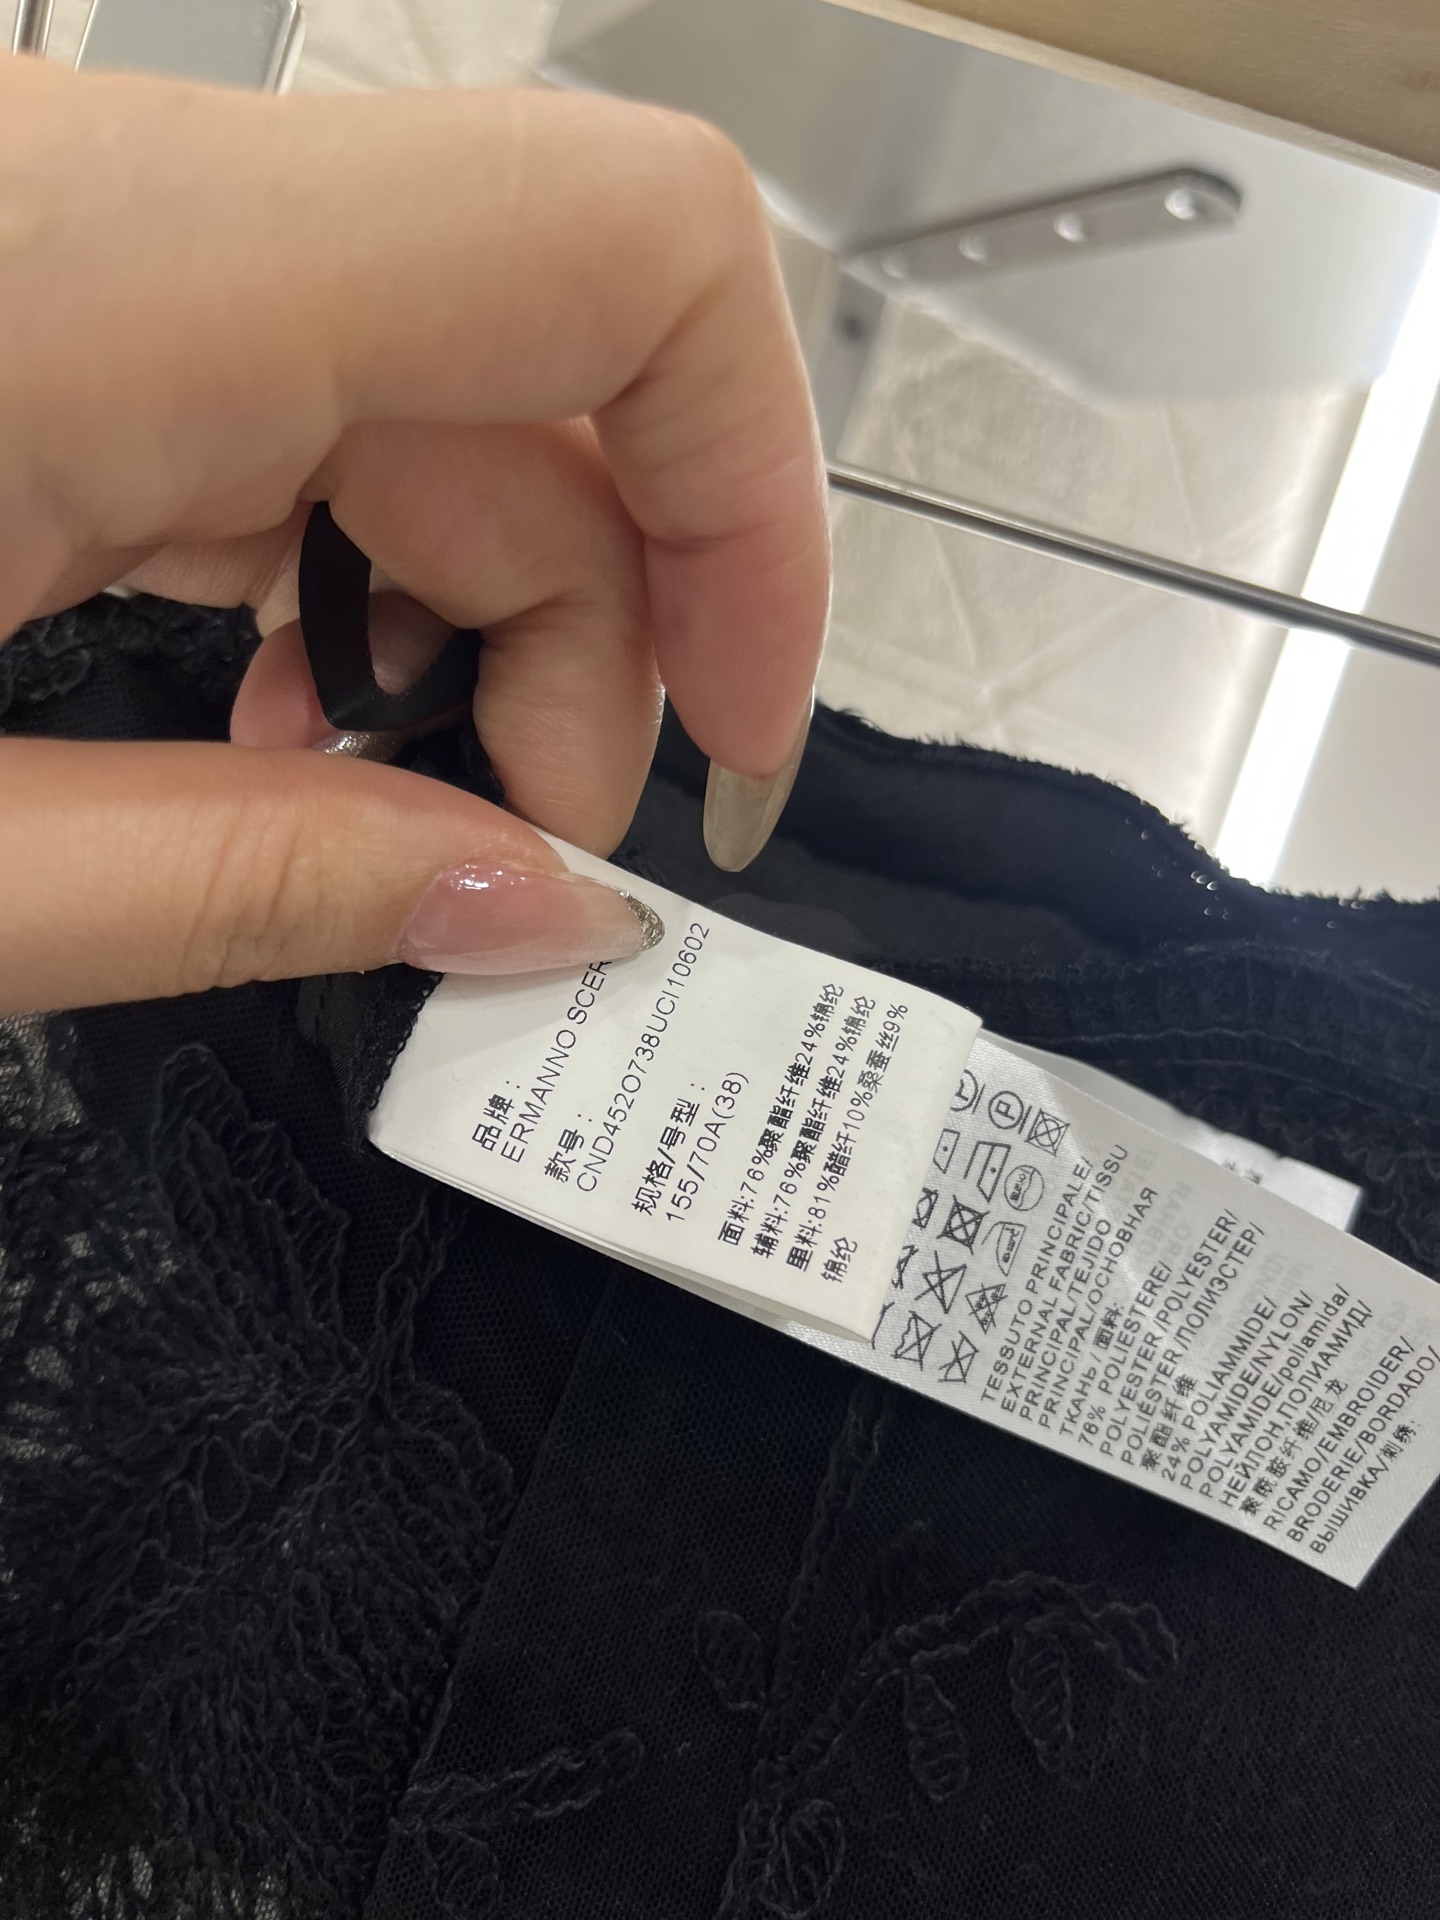 品牌：
ERMANNO SCER
款号：
CND452O738UCI10602
规格/号型：
155/70A(38)
面料:76%聚酯纤维24%锦纶
辅料:76%聚酯纤维24%锦纶
里料:81%醋纤10%桑蚕丝9%
锦纶
P
TESSUTO PRINCIPALE/
EXTERNAL FABRIC/TISSU
PRINCIPAL/TEJIDO
PRINCIPAL/ОСНОВНАЯ
ТКАНЬ/面料:
76% POLIESTERE/
POLYESTER/POLYESTER/
POLIÉSTER/ПОЛИЭСТЕР/
聚酯纤维
24% POLIAMMIDE/
POLYAMIDE/NYLON/
POLYAMIDE/poliamida/
НЕЙЛОН,ПОЛИАМИД/
聚酰胺纤维/尼龙
RICAMO/EMBROIDER/
BRODERIE/BORDADO/
ВЫШИВКА/刺绣: